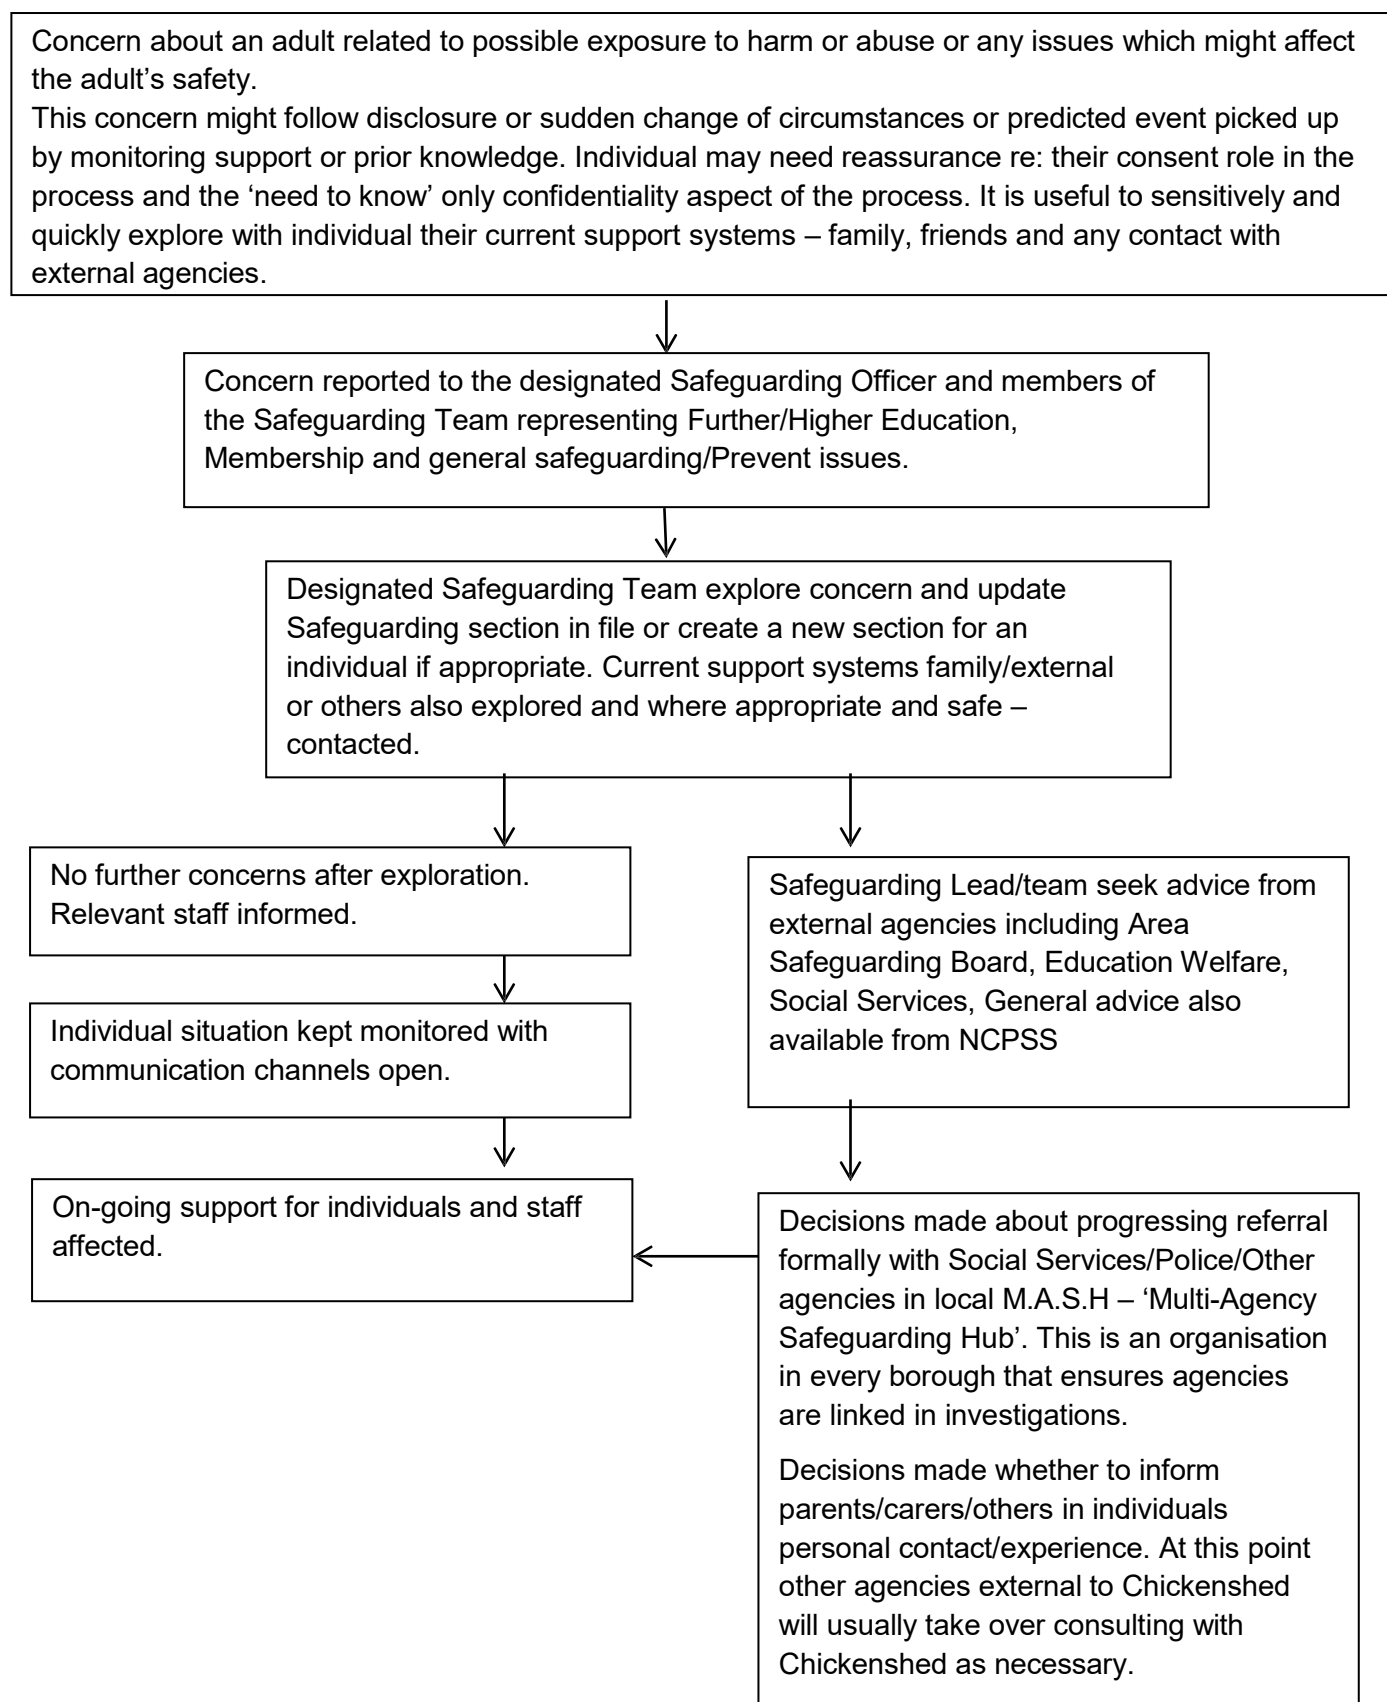 Concern about an adult related to possible exposure to harm or abuse or any issues which might affect
the adult’s safety.
This concern might follow disclosure or sudden change of circumstances or predicted event picked up
by monitoring support or prior knowledge. Individual may need reassurance re: their consent role in the
process and the ‘need to know’ only confidentiality aspect of the process. It is useful to sensitively and
quickly explore with individual their current support systems – family, friends and any contact with
external agencies.
Concern reported to the designated Safeguarding Officer and members of
the Safeguarding Team representing Further/Higher Education,
Membership and general safeguarding/Prevent issues.
Designated Safeguarding Team explore concern and update
Safeguarding section in file or create a new section for an
individual if appropriate. Current support systems family/external
or others also explored and where appropriate and safe –
contacted.
No further concerns after exploration.
Relevant staff informed.
Individual situation kept monitored with
communication channels open.
On-going support for individuals and staff
affected.
Safeguarding Lead/team seek advice from
external agencies including Area
Safeguarding Board, Education Welfare,
Social Services, General advice also
available from NCPSS
Decisions made about progressing referral
formally with Social Services/Police/Other
agencies in local M.A.S.H – ‘Multi-Agency
Safeguarding Hub’. This is an organisation
in every borough that ensures agencies
are linked in investigations.
Decisions made whether to inform
parents/carers/others in individuals
personal contact/experience. At this point
other agencies external to Chickenshed
will usually take over consulting with
Chickenshed as necessary.